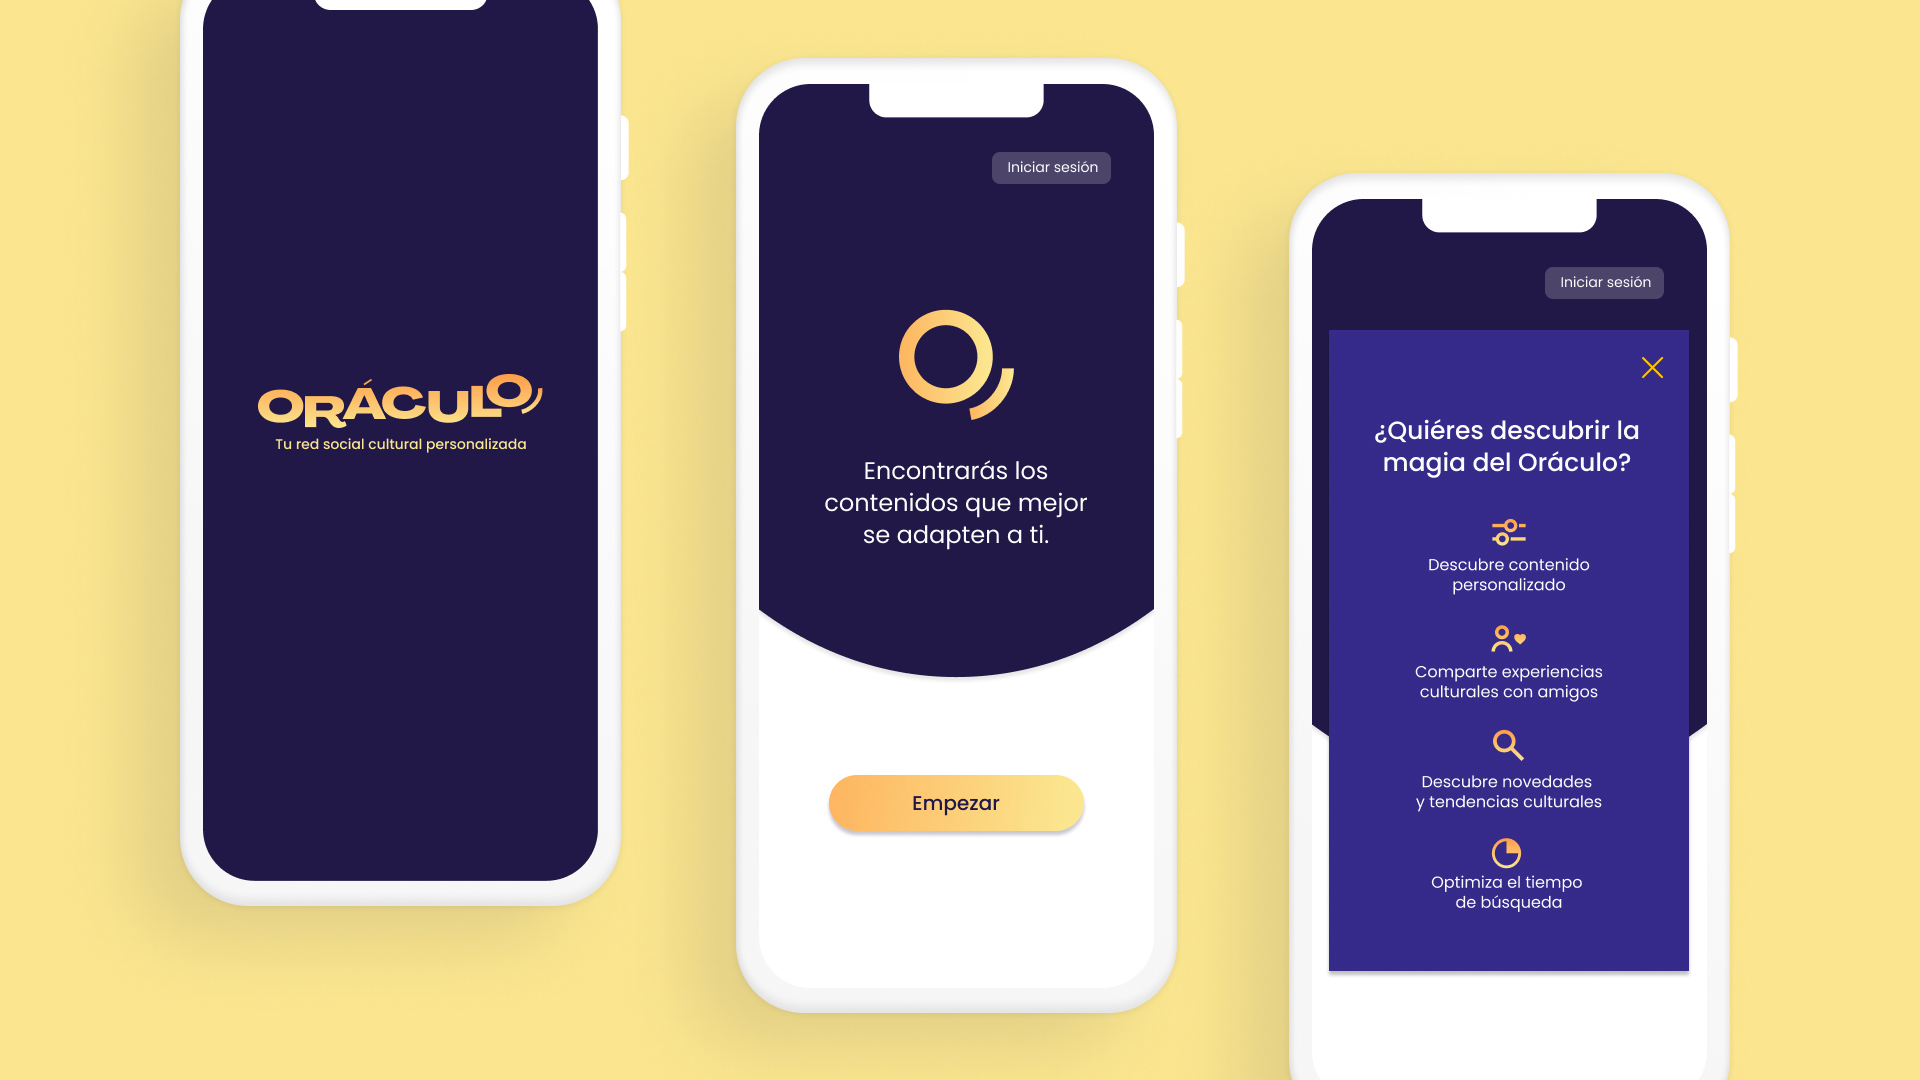 ORÁCULO
Tu red social cultural personalizada
Iniciar sesión
Encontrarás los
contenidos que mejor
se adapten a ti.
Empezar
Iniciar sesión
¿Quiéres descubrir la
magia del Oráculo?
Descubre contenido
personalizado
Comparte experiencias
culturales con amigos
Descubre novedades
y tendencias culturales
Optimiza el tiempo
de búsqueda